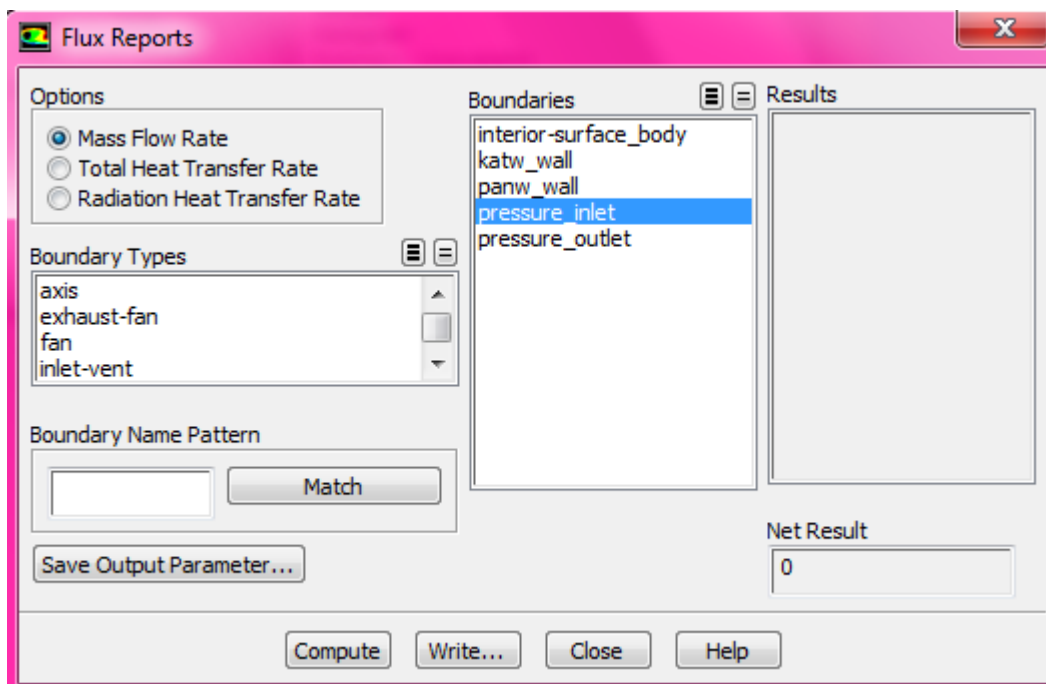 Flux Reports
Options
Mass Flow Rate
Total Heat Transfer Rate
Radiation Heat Transfer Rate
Boundary Types
axis
exhaust-fan
fan
inlet-vent
Boundary Name Pattern
Match
Save Output Parameter...
Boundaries
interior-surface_body
katw_wall
panw_wall
pressure_inlet
pressure_outlet
Results
Net Result
0
Compute
Write...
Close
Help